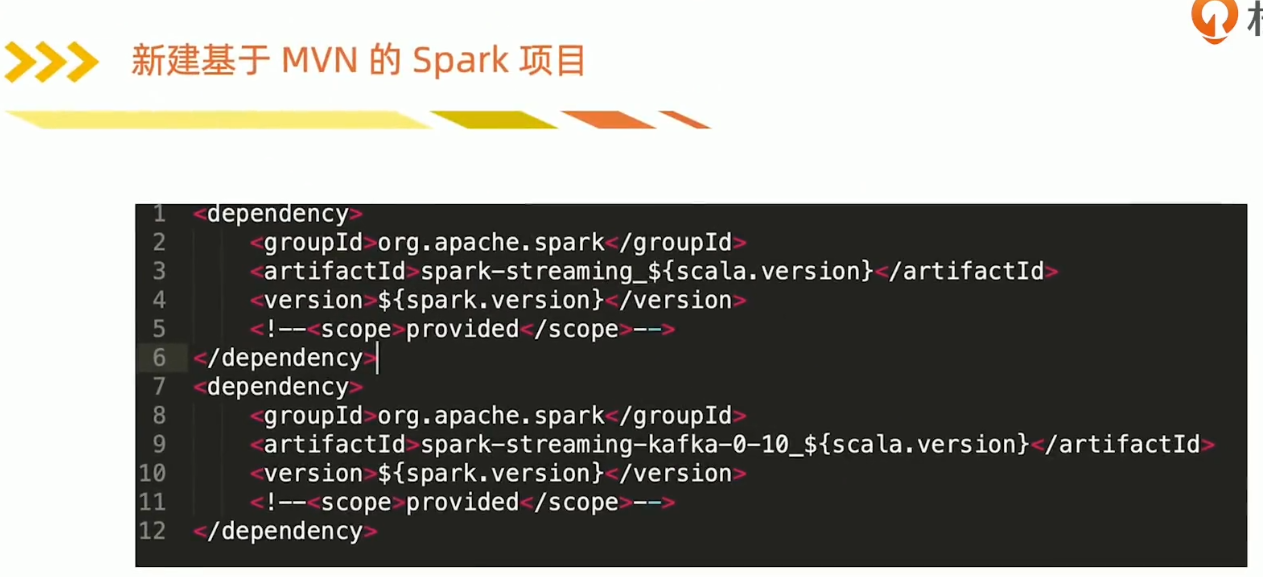 新建基于 MVN 的 Spark 项目
1 <dependency>
2 <groupId>org.apache.spark</groupId>
3 <artifactId>spark-streaming_${scala.version}</artifactId>
4 <version>${spark.version}</version>
5 <!--<scope>provided</scope>-->
6 </dependency>
7 <dependency>
8 <groupId>org.apache.spark</groupId>
9 <artifactId>spark-streaming-kafka-0-10_${scala.version}</artifactId>
10 <version>${spark.version}</version>
11 <!--<scope>provided</scope>-->
12 </dependency>